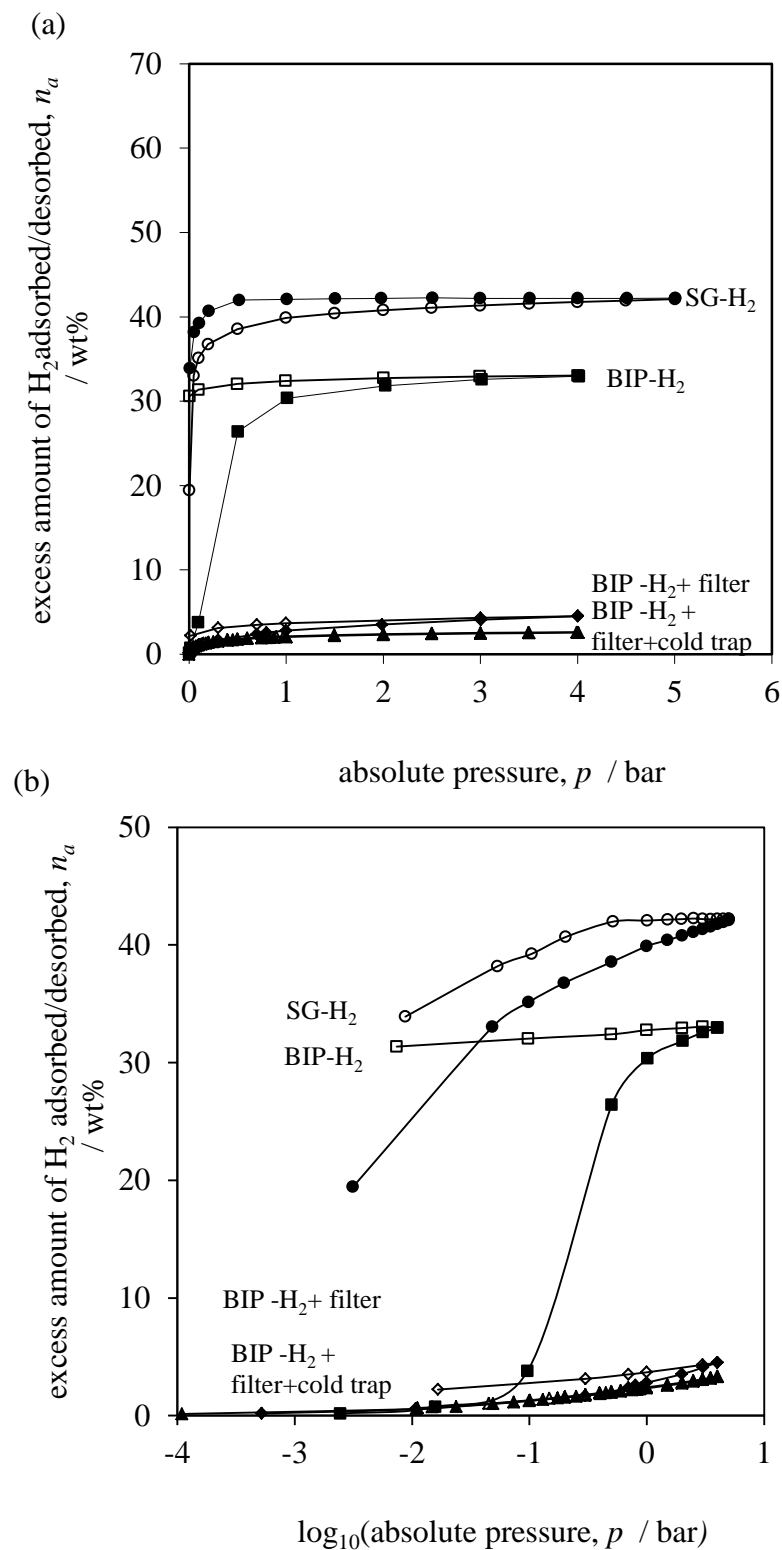 (a)
excess amount of H₂adsorbed/desorbed, nₐ
/ wt%
70
60
50
40
30
20
10
0
SG-H₂
BIP-H₂
BIP -H₂+ filter
BIP -H₂ +
filter+cold trap
0 1 2 3 4 5 6
absolute pressure, p / bar
(b)
excess amount of H₂ adsorbed/desorbed, nₐ
/ wt%
50
40
30
20
10
0
SG-H₂
BIP-H₂
BIP -H₂+ filter
BIP -H₂ +
filter+cold trap
-4 -3 -2 -1 0 1
log₁₀(absolute pressure, p / bar)